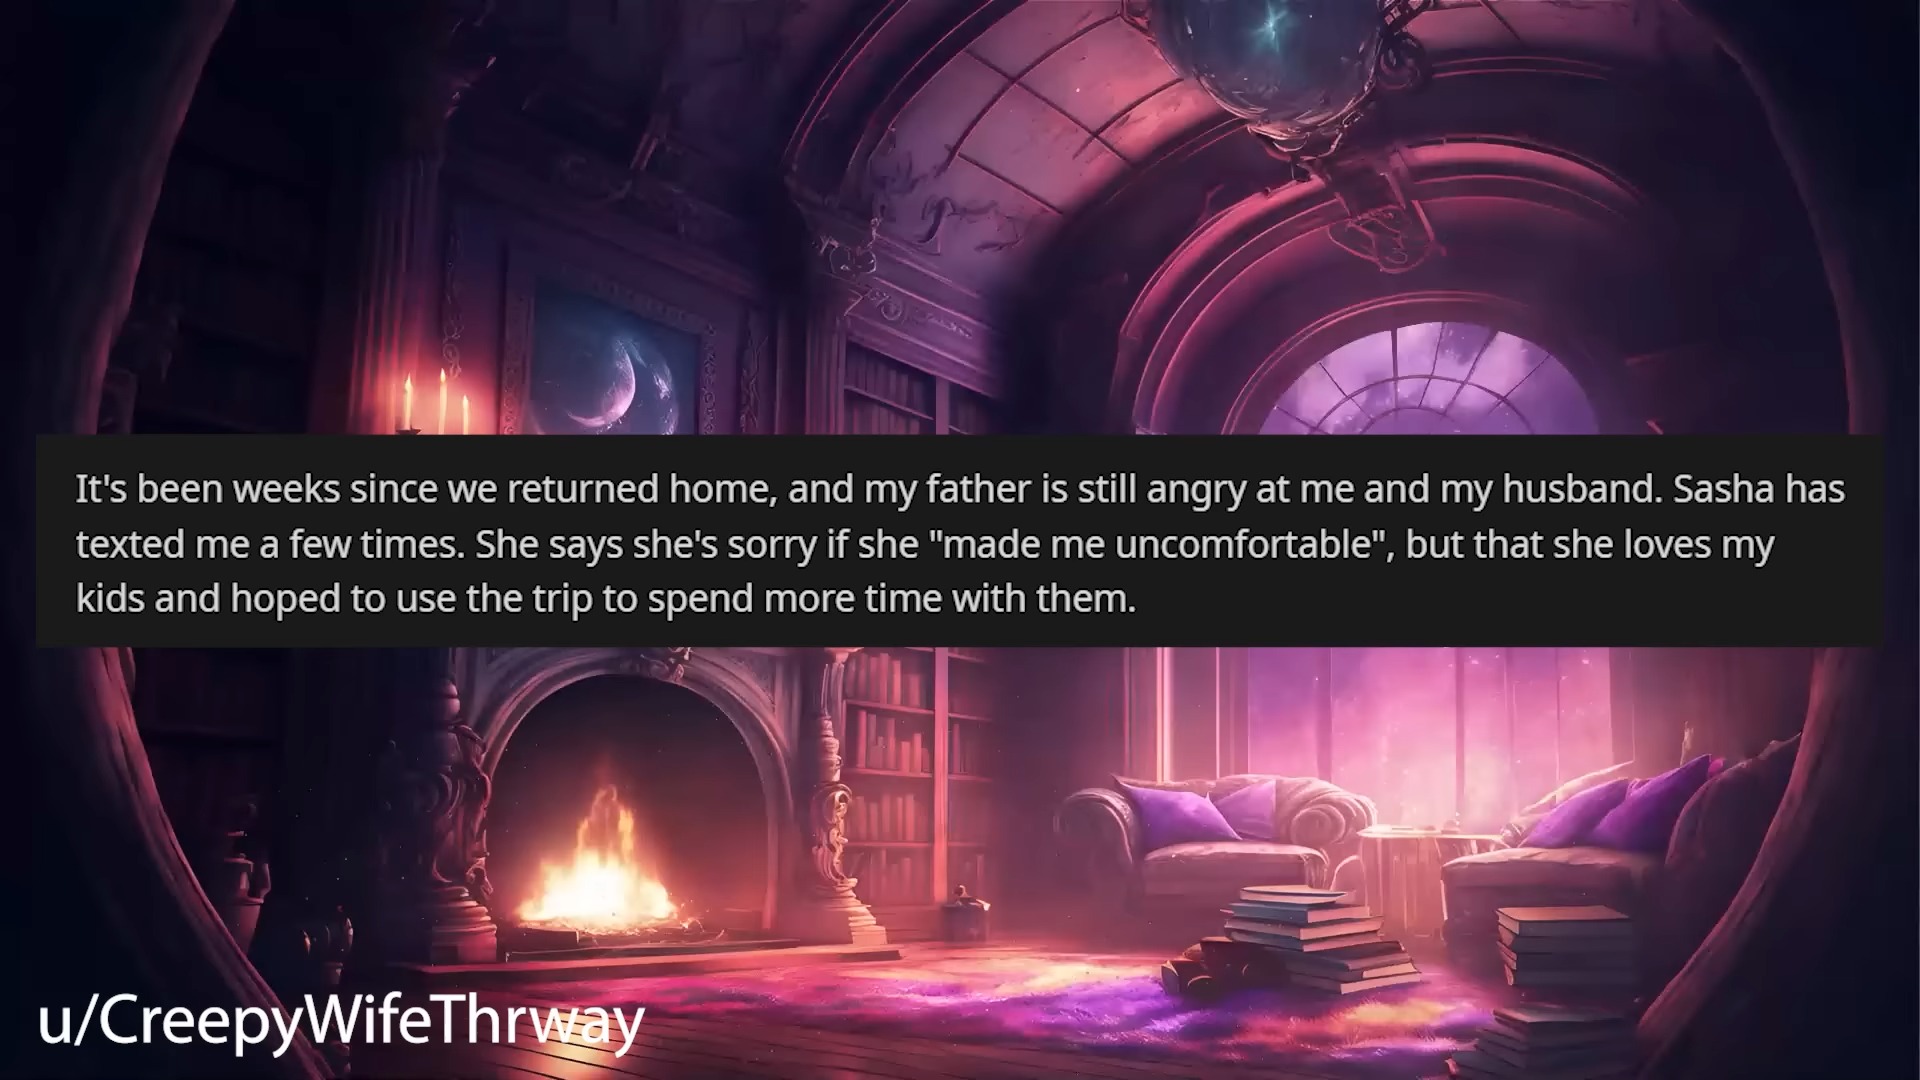 It's been weeks since we returned home, and my father is still angry at me and my husband. Sasha has
texted me a few times. She says she's sorry if she "made me uncomfortable", but that she loves my
kids and hoped to use the trip to spend more time with them.
u/CreepyWifeThrway